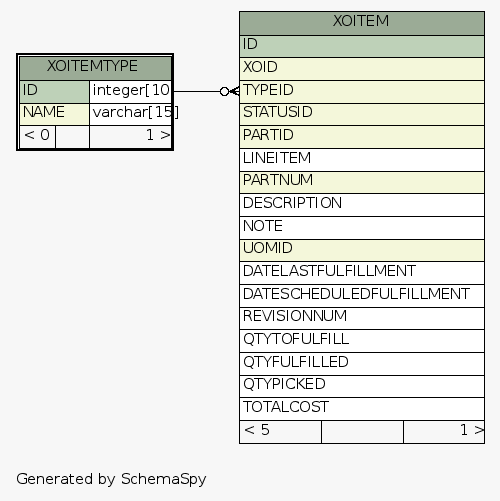 XOITEMTYPE
ID integer[10
NAME varchar[15]
< 0 1 >
XOITEM
ID
XOID
TYPEID
STATUSID
PARTID
LINEITEM
PARTNUM
DESCRIPTION
NOTE
UOMID
DATELASTFULFILLMENT
DATESCHEDULEDFULFILLMENT
REVISIONNUM
QTYTOFULFILL
QTYFULFILLED
QTYPICKED
TOTALCOST
< 5 1 >
Generated by SchemaSpy